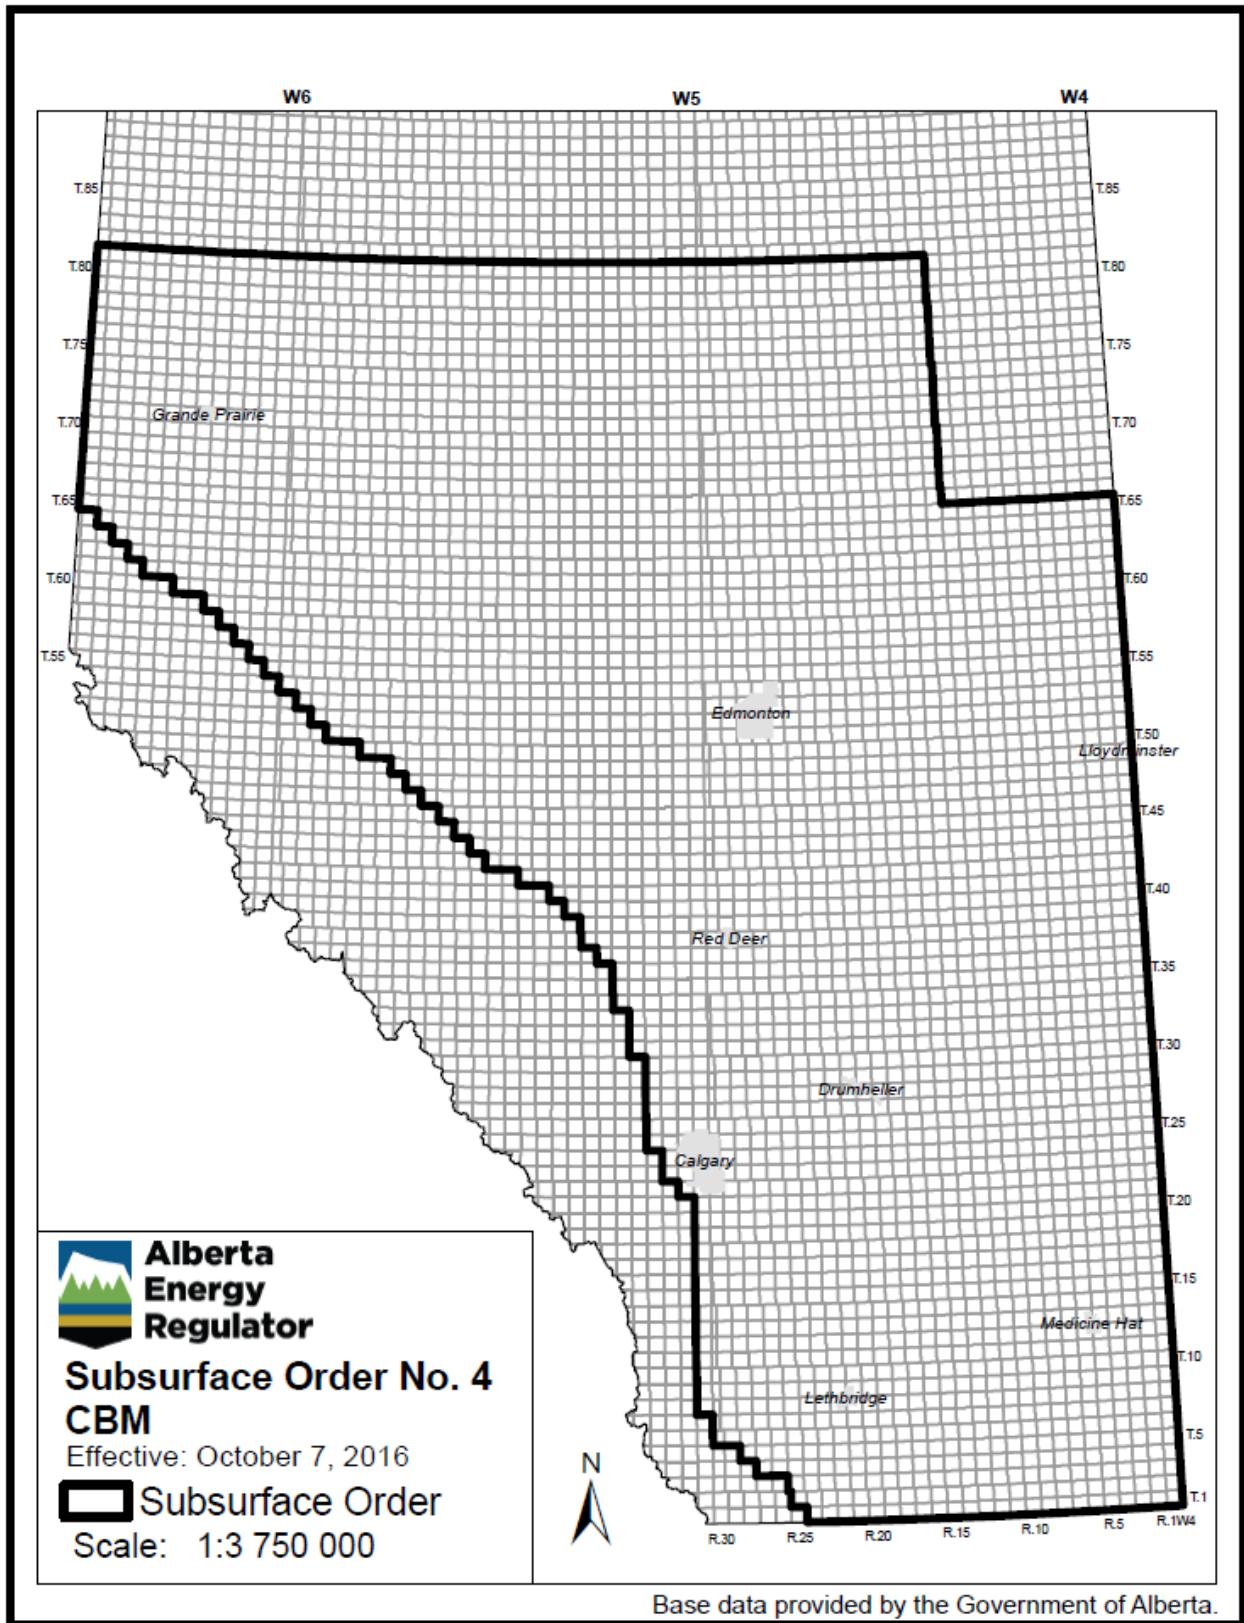 W6 W5 W4
T.85 T.85
T.80 T.80
T.75 T.75
Grande Prairie
T.70 T.70
T.65 T.65
T.60 T.60
T.55 T.55
Edmonton
T.50
Lloydminster
T.45
T.40
Red Deer
T.35
T.30
Drumheller
T.25
Calgary
T.20
T.15
Medicine Hat
T.10
Lethbridge
T.5
T.1
R.30 R.25 R.20 R.15 R.10 R.5 R.1W4
N
Alberta
Energy
Regulator
Subsurface Order No. 4
CBM
Effective: October 7, 2016
Subsurface Order
Scale: 1:3 750 000
Base data provided by the Government of Alberta.